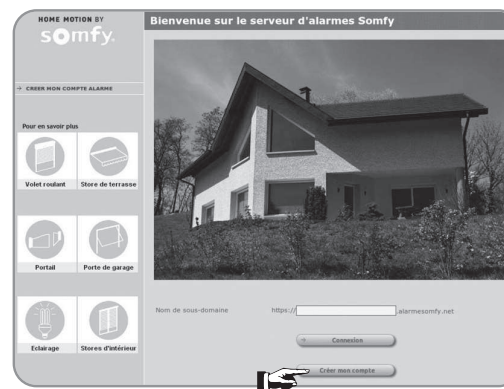 HOME MOTION BY
somfy.
Bienvenue sur le serveur d'alarmes Somfy
→ CREER MON COMPTE ALARME
Pour en savoir plus
Volet roulant
Store de terrasse
Portail
Porte de garage
Eclairage
Stores d'intérieur
Nom de sous-domaine https:// .alarmesomfy.net
→ Connexion
Créer mon compte